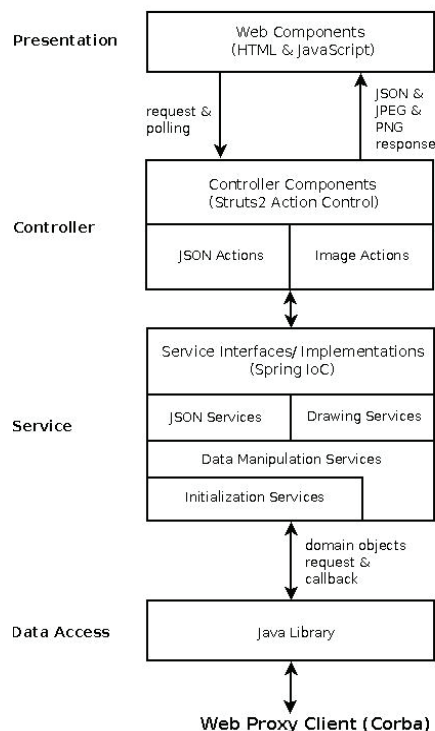 Presentation
Web Components
(HTML & JavaScript)
request &
polling
JSON &
JPEG &
PNG
response
Controller
Controller Components
(Struts2 Action Control)
JSON Actions
Image Actions
Service
Service Interfaces/ Implementations
(Spring IoC)
JSON Services
Drawing Services
Data Manipulation Services
Initialization Services
domain objects
request &
callback
Data Access
Java Library
Web Proxy Client (Corba)